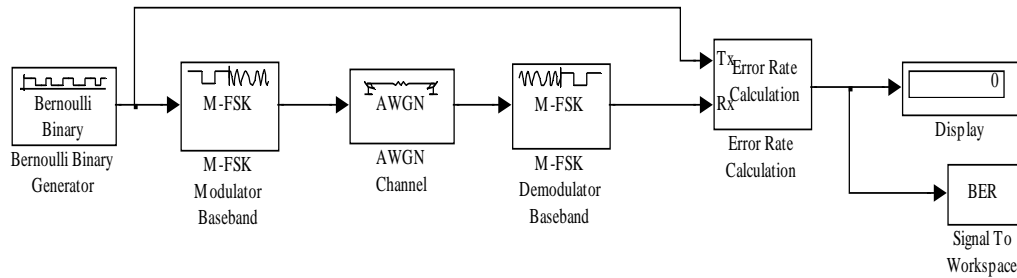 Bernoulli
Binary
Bernoulli Binary
Generator
M-FSK
M-FSK
Modulator
Baseband
AWGN
AWGN
Channel
M-FSK
M-FSK
Demodulator
Baseband
Tx
Rx
Error Rate
Calculation
Error Rate
Calculation
0
Display
BER
Signal To
Workspace